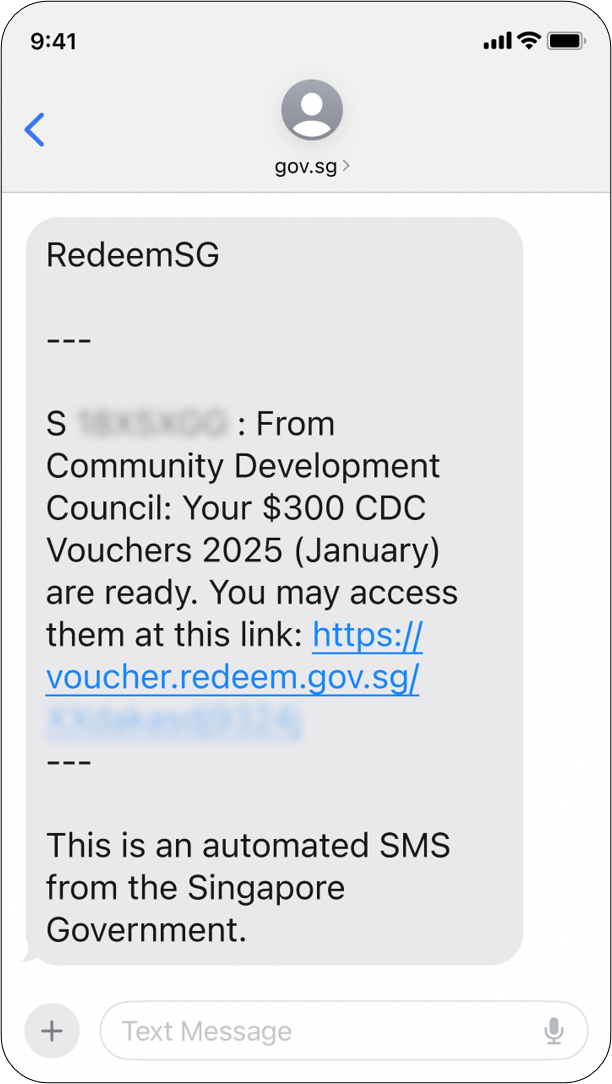 9:41
gov.sg
RedeemSG
---
S : From
Community Development
Council: Your $300 CDC
Vouchers 2025 (January)
are ready. You may access
them at this link: https://
voucher.redeem.gov.sg/
---
This is an automated SMS
from the Singapore
Government.
Text Message